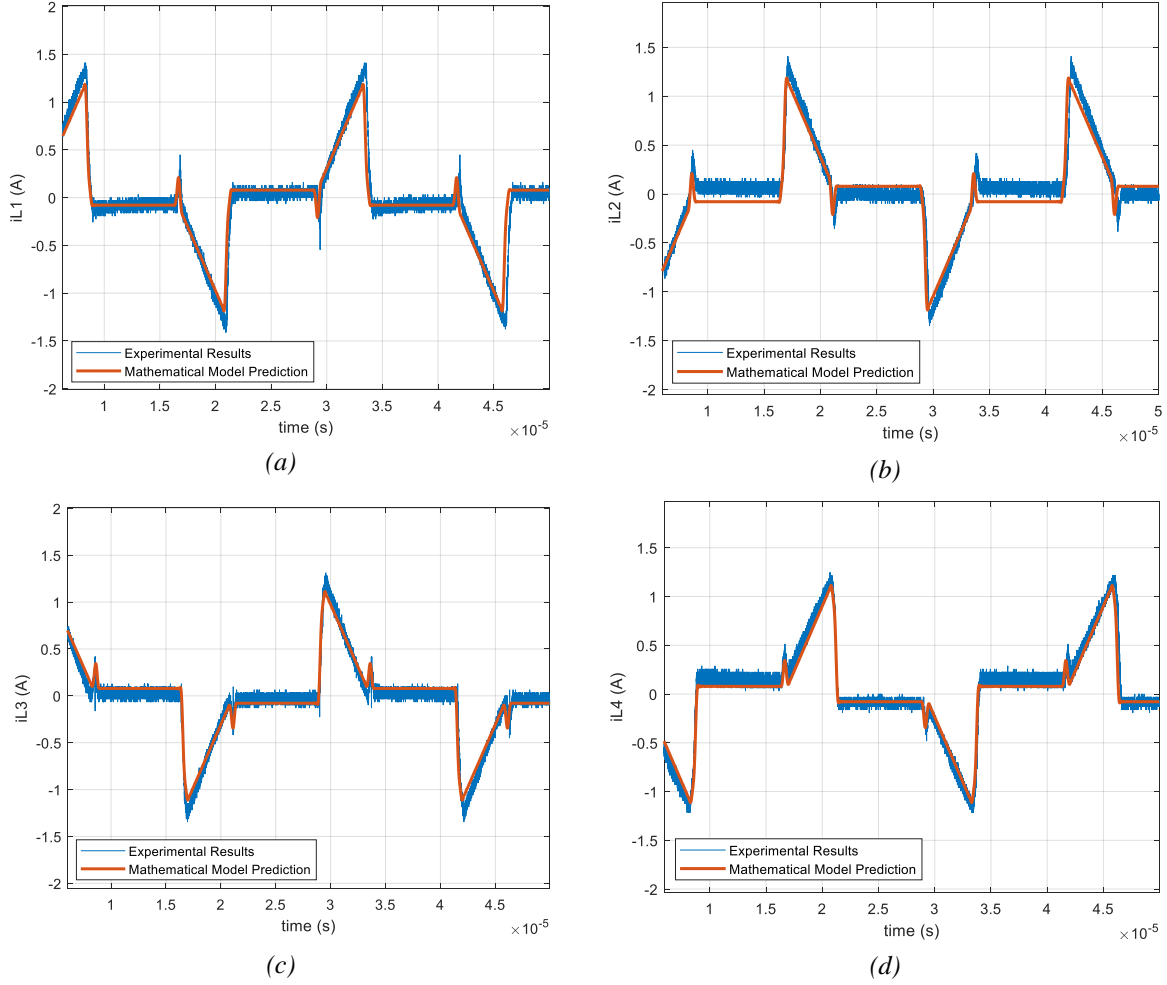 2
1.5
1
0.5
0
-0.5
-1
-1.5
-2
iL1 (A)
Experimental Results
Mathematical Model Prediction
1 1.5 2 2.5 3 3.5 4 4.5
time (s)
×10-5
(a)
1.5
1
0.5
0
-0.5
-1
-1.5
-2
iL2 (A)
Experimental Results
Mathematical Model Prediction
1 1.5 2 2.5 3 3.5 4 4.5 5
time (s)
×10-5
(b)
2
1.5
1
0.5
0
-0.5
-1
-1.5
-2
iL3 (A)
Experimental Results
Mathematical Model Prediction
1 1.5 2 2.5 3 3.5 4 4.5
time (s)
×10-5
(c)
1.5
1
0.5
0
-0.5
-1
-1.5
-2
iL4 (A)
Experimental Results
Mathematical Model Prediction
1 1.5 2 2.5 3 3.5 4 4.5 5
time (s)
×10-5
(d)